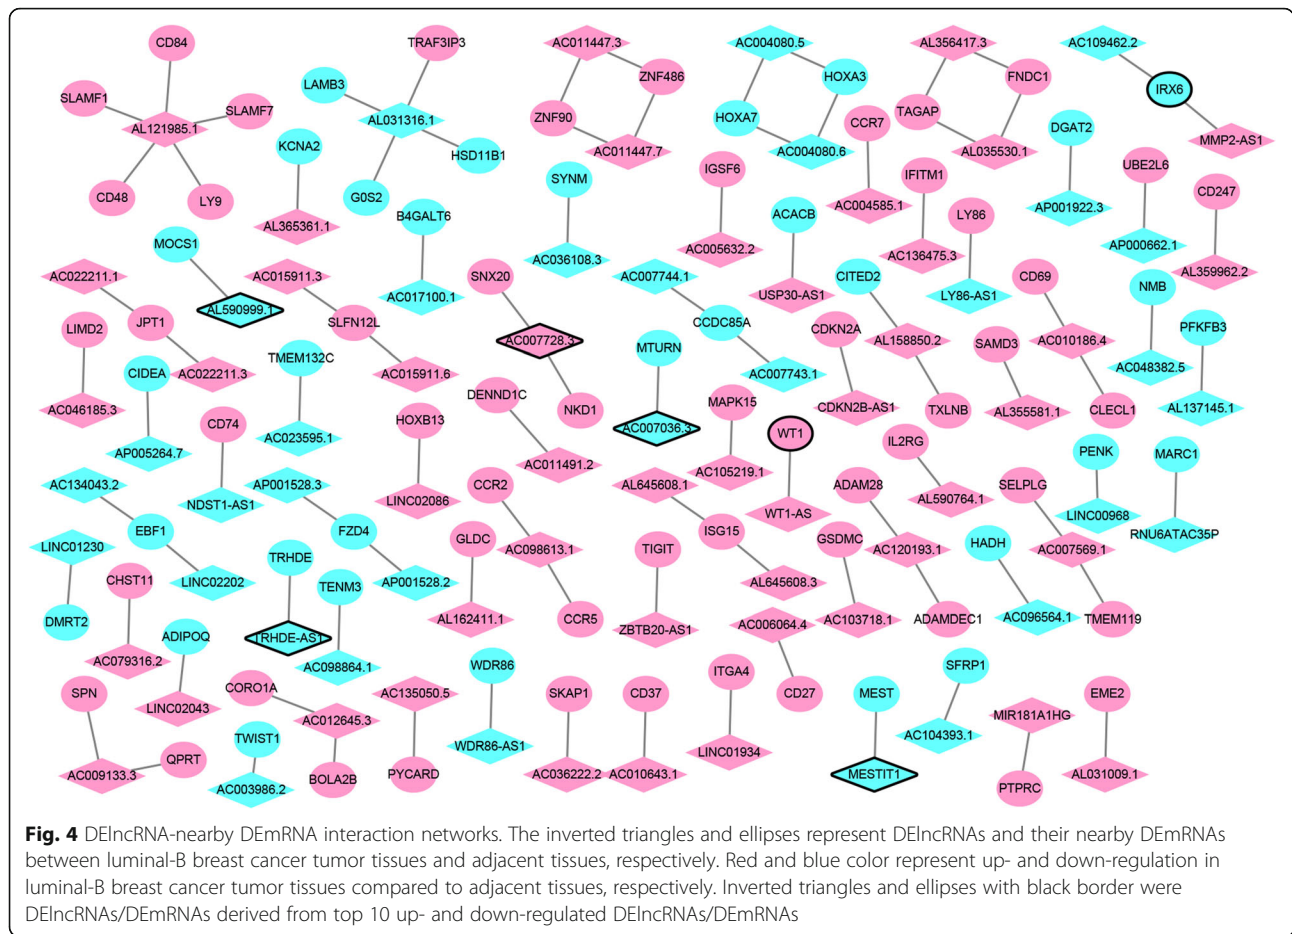 CD84
TRAF3IP3
AC011447.3
AC004080.5
AL356417.3
AC109462.2
SLAMF1
SLAMF7
LAMB3
ZNF486
HOXA3
FNDC1
IRX6
AL121985.1
AL031316.1
ZNF90
HOXA7
CCR7
TAGAP
DGAT2
MMP2-AS1
KCNA2
HSD11B1
AC011447.7
AC004080.6
AL035530.1
CD48
LY9
G0S2
SYNM
IGSF6
IFITM1
UBE2L6
CD247
AL365361.1
B4GALT6
ACACB
AC004585.1
LY86
AP001922.3
MOCS1
AC036108.3
AC005632.2
AC136475.3
AP000662.1
AL359962.2
AC022211.1
AC015911.3
SNX20
AC007744.1
CITED2
CD69
NMB
AC017100.1
USP30-AS1
LY86-AS1
AL590999.1
JPT1
SLFN12L
CCDC85A
CDKN2A
PFKFB3
LIMD2
AC007728.3
MTURN
AL158850.2
SAMD3
AC010186.4
CIDEA
TMEM132C
AC022211.3
AC015911.6
AC007743.1
AC048382.5
AC046185.3
DENND1C
NKD1
MAPK15
CDKN2B-AS1
TXLNB
AL355581.1
CLECL1
AL137145.1
CD74
HOXB13
AC007036.3
WT1
AC023595.1
IL2RG
PENK
MARC1
AP005264.7
AC011491.2
AC105219.1
AC134043.2
AP001528.3
CCR2
AL645608.1
ADAM28
SELPLG
NDST1-AS1
LINC02086
WT1-AS
AL590764.1
LINC00968
EBF1
FZD4
ISG15
RNU6ATAC35P
LINC01230
GLDC
AC098613.1
TIGIT
GSDMC
AC120193.1
HADH
AC007569.1
TRHDE
CHST11
LINC02202
TENM3
AP001528.2
AL645608.3
DMRT2
AL162411.1
CCR5
ZBTB20-AS1
AC006064.4
AC103718.1
ADAMDEC1
AC096564.1
TMEM119
ADIPOQ
TRHDE-AS1
AC079316.2
AC098864.1
WDR86
ITGA4
SFRP1
SPN
CORO1A
AC135050.5
SKAP1
CD37
CD27
MEST
EME2
LINC02043
AC012645.3
MIR181A1HG
TWIST1
WDR86-AS1
LINC01934
AC104393.1
QPRT
AC009133.3
BOLA2B
PYCARD
AC036222.2
AC010643.1
MESTIT1
AL031009.1
AC003986.2
PTPRC
Fig. 4 DElncRNA-nearby DEmRNA interaction networks. The inverted triangles and ellipses represent DElncRNAs and their nearby DEmRNAs
between luminal-B breast cancer tumor tissues and adjacent tissues, respectively. Red and blue color represent up- and down-regulation in
luminal-B breast cancer tumor tissues compared to adjacent tissues, respectively. Inverted triangles and ellipses with black border were
DElncRNAs/DEmRNAs derived from top 10 up- and down-regulated DElncRNAs/DEmRNAs